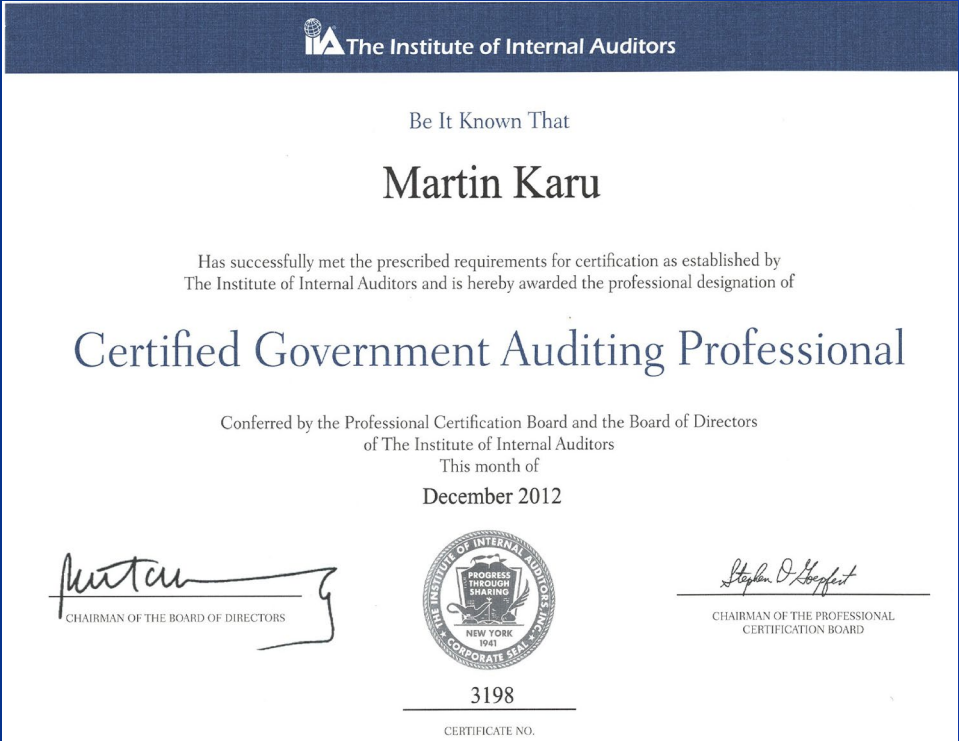 IIA The Institute of Internal Auditors
Be It Known That
Martin Karu
Has successfully met the prescribed requirements for certification as established by
The Institute of Internal Auditors and is hereby awarded the professional designation of
Certified Government Auditing Professional
Conferred by the Professional Certification Board and the Board of Directors
of The Institute of Internal Auditors
This month of
December 2012
CHAIRMAN OF THE BOARD OF DIRECTORS
THE INSTITUTE OF INTERNAL AUDITORS, INC.
PROGRESS
THROUGH
SHARING
NEW YORK
1941
CORPORATE SEAL
Stephen D. Goepfert
CHAIRMAN OF THE PROFESSIONAL
CERTIFICATION BOARD
3198
CERTIFICATE NO.